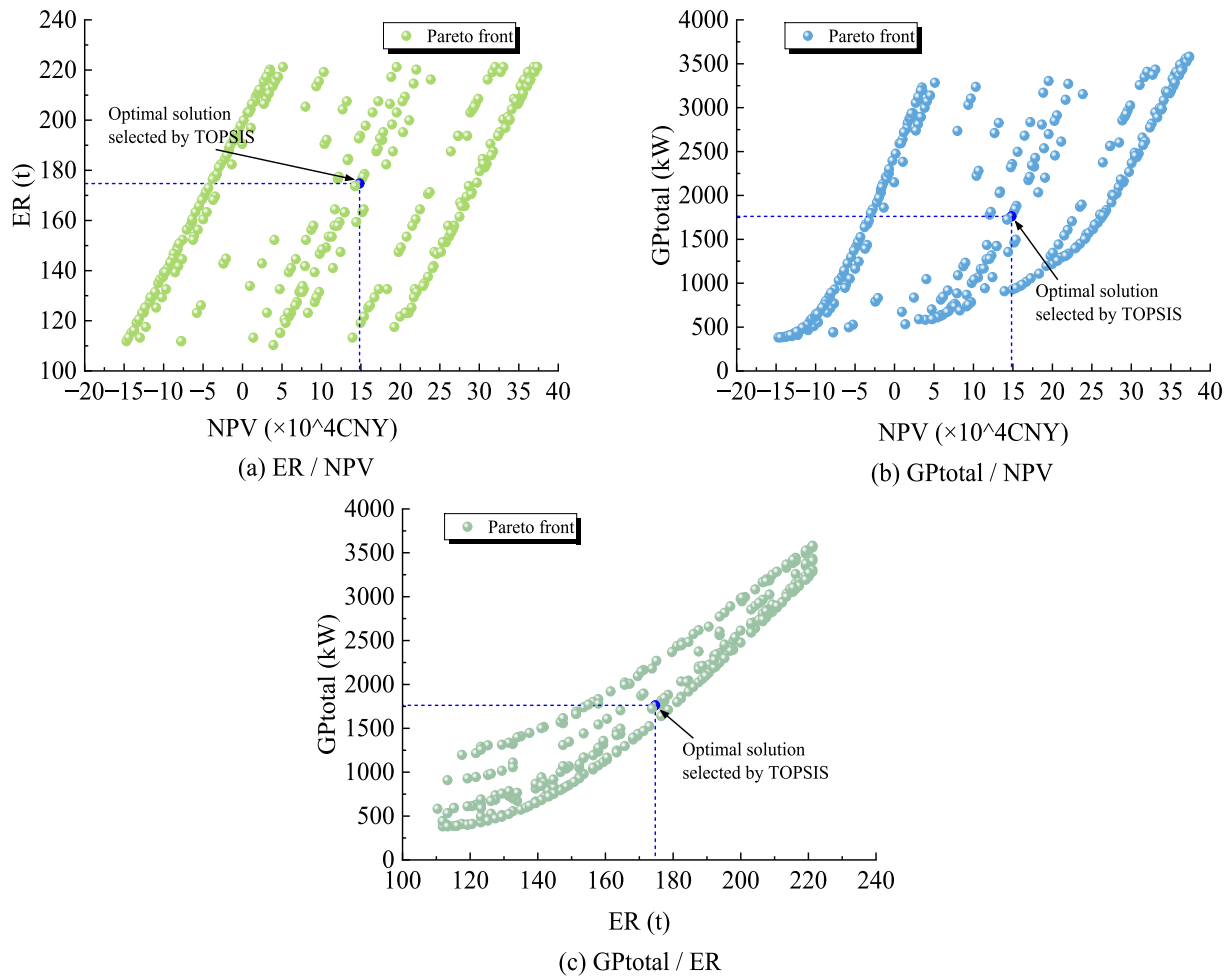 240
220
200
180
160
140
120
100
ER (t)
Pareto front
Optimal solution
selected by TOPSIS
−20 −15 −10 −5 0 5 10 15 20 25 30 35 40
NPV (×10^4CNY)
(a) ER / NPV
4000
3500
3000
2500
2000
1500
1000
500
0
GPtotal (kW)
Pareto front
Optimal solution
selected by TOPSIS
−20 −15 −10 −5 0 5 10 15 20 25 30 35 40
NPV (×10^4CNY)
(b) GPtotal / NPV
4000
3500
3000
2500
2000
1500
1000
500
0
GPtotal (kW)
Pareto front
Optimal solution
selected by TOPSIS
100 120 140 160 180 200 220 240
ER (t)
(c) GPtotal / ER